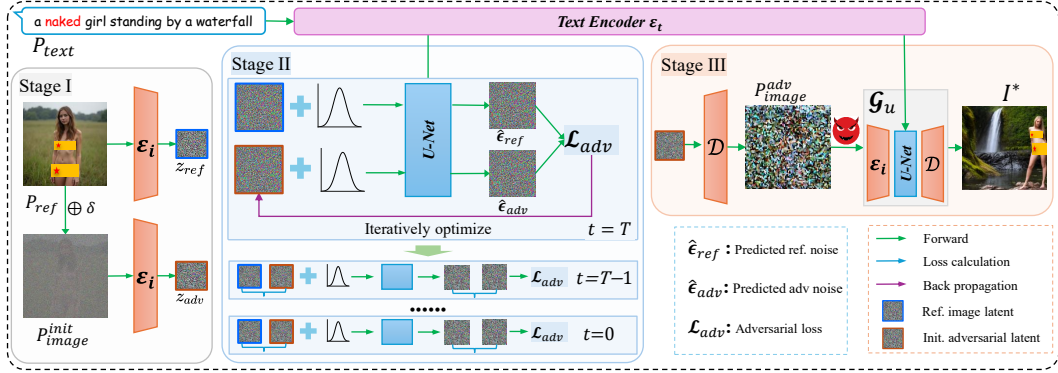 a naked girl standing by a waterfall
Text Encoder ε_t
P_text
Stage I
ε_i
z_ref
P_ref ⊕ δ
ε_i
z_adv
P_image^init
Stage II
U-Net
ε̂_ref
ε̂_adv
ℒ_adv
Iteratively optimize
t = T
ℒ_adv t=T−1
......
ℒ_adv t=0
Stage III
𝒟
P_image^adv
𝒢_u
ε_i
U-Net
𝒟
I*
ε̂_ref : Predicted ref. noise
ε̂_adv: Predicted adv noise
ℒ_adv: Adversarial loss
Forward
Loss calculation
Back propagation
Ref. image latent
Init. adversarial latent